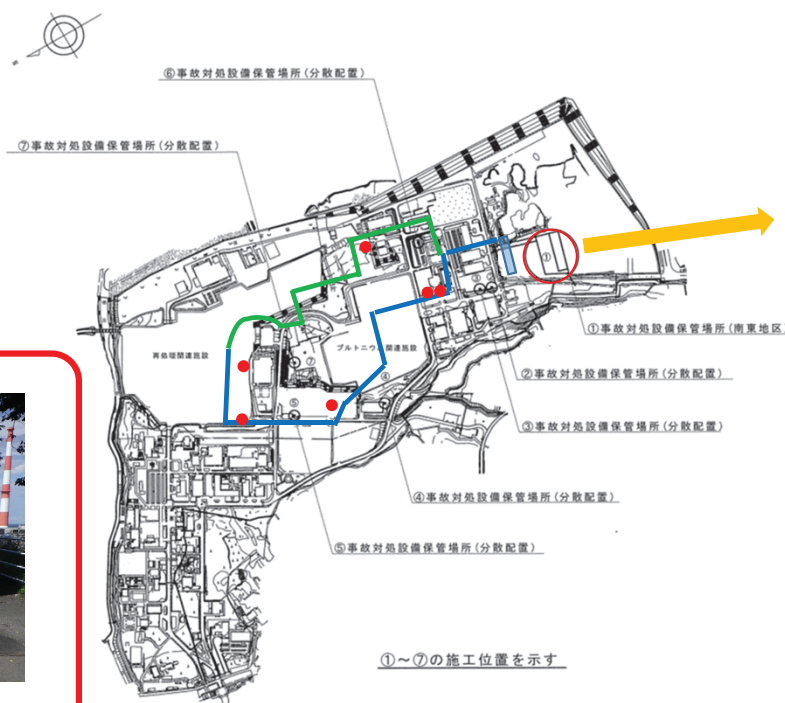 ⑥事故対処設備保管場所(分散配置)
⑦事故対処設備保管場所(分散配置)
①
①事故対処設備保管場所(南東地区)
再処理関連施設
プルトニウム関連施設
⑦
②事故対処設備保管場所(分散配置)
④
⑤
③事故対処設備保管場所(分散配置)
④事故対処設備保管場所(分散配置)
⑤事故対処設備保管場所(分散配置)
①～⑦の施工位置を示す